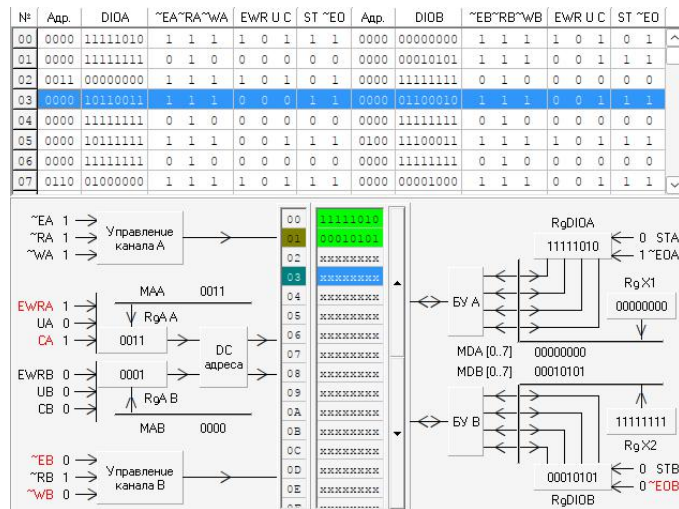 № Адр. DIOA ~EA~RA~WA EWR U C ST ~EO Адр. DIOB ~EB~RB~WB EWR U C ST ~EO
00 0000 11111010 1 1 1 1 0 1 1 1 0000 00000000 1 1 1 1 0 1 0 1
01 0000 11111111 0 1 0 0 0 0 1 0 0000 00010101 1 1 1 0 0 0 1 1
02 0011 00000000 1 1 1 1 0 1 0 1 0000 11111111 0 1 0 0 0 0 1 0
03 0000 10110011 1 1 1 0 0 0 1 1 0000 01100010 1 1 1 0 0 1 1 1
04 0000 11111111 0 1 0 0 0 0 1 0 0000 11111111 0 1 0 0 0 0 1 0
05 0000 10111111 1 1 1 1 0 1 1 1 0100 11100011 1 1 1 0 0 1 1 1
06 0000 11111111 0 1 0 0 0 0 1 0 0000 11111111 0 1 0 0 0 0 1 0
07 0110 01000000 1 1 1 1 0 1 1 1 0000 00001000 1 1 1 0 0 1 1 1
~EA 1
~RA 1
~WA 1
Управление
канала A
EWRA 1
UA 0
CA 1
MAA 0011
RgA A
0011
DC
адреса
EWRB 0
UB 0
CB 0
0001
RgA B
MAB 0000
~EB 0
~RB 1
~WB 0
Управление
канала B
00 11111010
01 00010101
02 xxxxxxxx
03 xxxxxxxx
04 xxxxxxxx
05 xxxxxxxx
06 xxxxxxxx
07 xxxxxxxx
08 xxxxxxxx
09 xxxxxxxx
0A xxxxxxxx
0B xxxxxxxx
0C xxxxxxxx
0D xxxxxxxx
0E xxxxxxxx
БУ A
RgDIOA
11111010
0 STA
1 ~EOA
RgX1
00000000
MDA [0..7] 00000000
MDB [0..7] 00010101
БУ B
11111111
RgX2
00010101
RgDIOB
0 STB
0 ~EOB